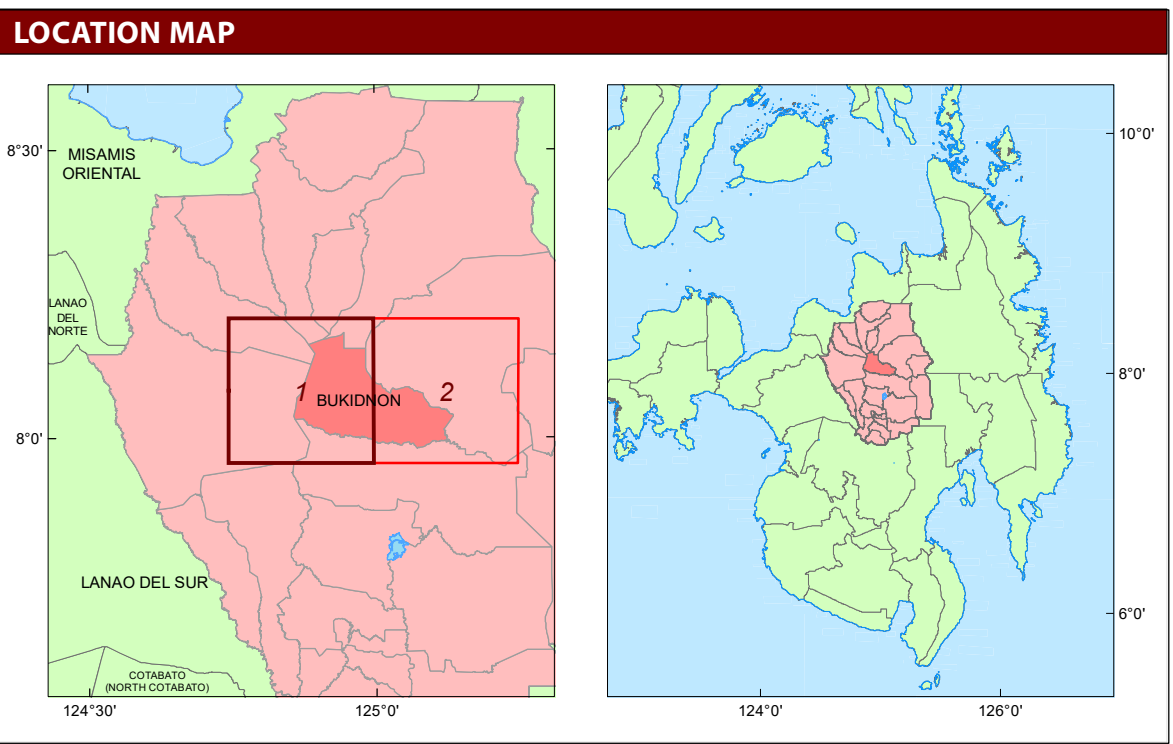 LOCATION MAP
8°30'
MISAMIS
ORIENTAL
LANAO
DEL
NORTE
1
BUKIDNON
2
8°0'
LANAO DEL SUR
COTABATO
(NORTH COTABATO)
124°30'
125°0'
10°0'
8°0'
6°0'
124°0'
126°0'